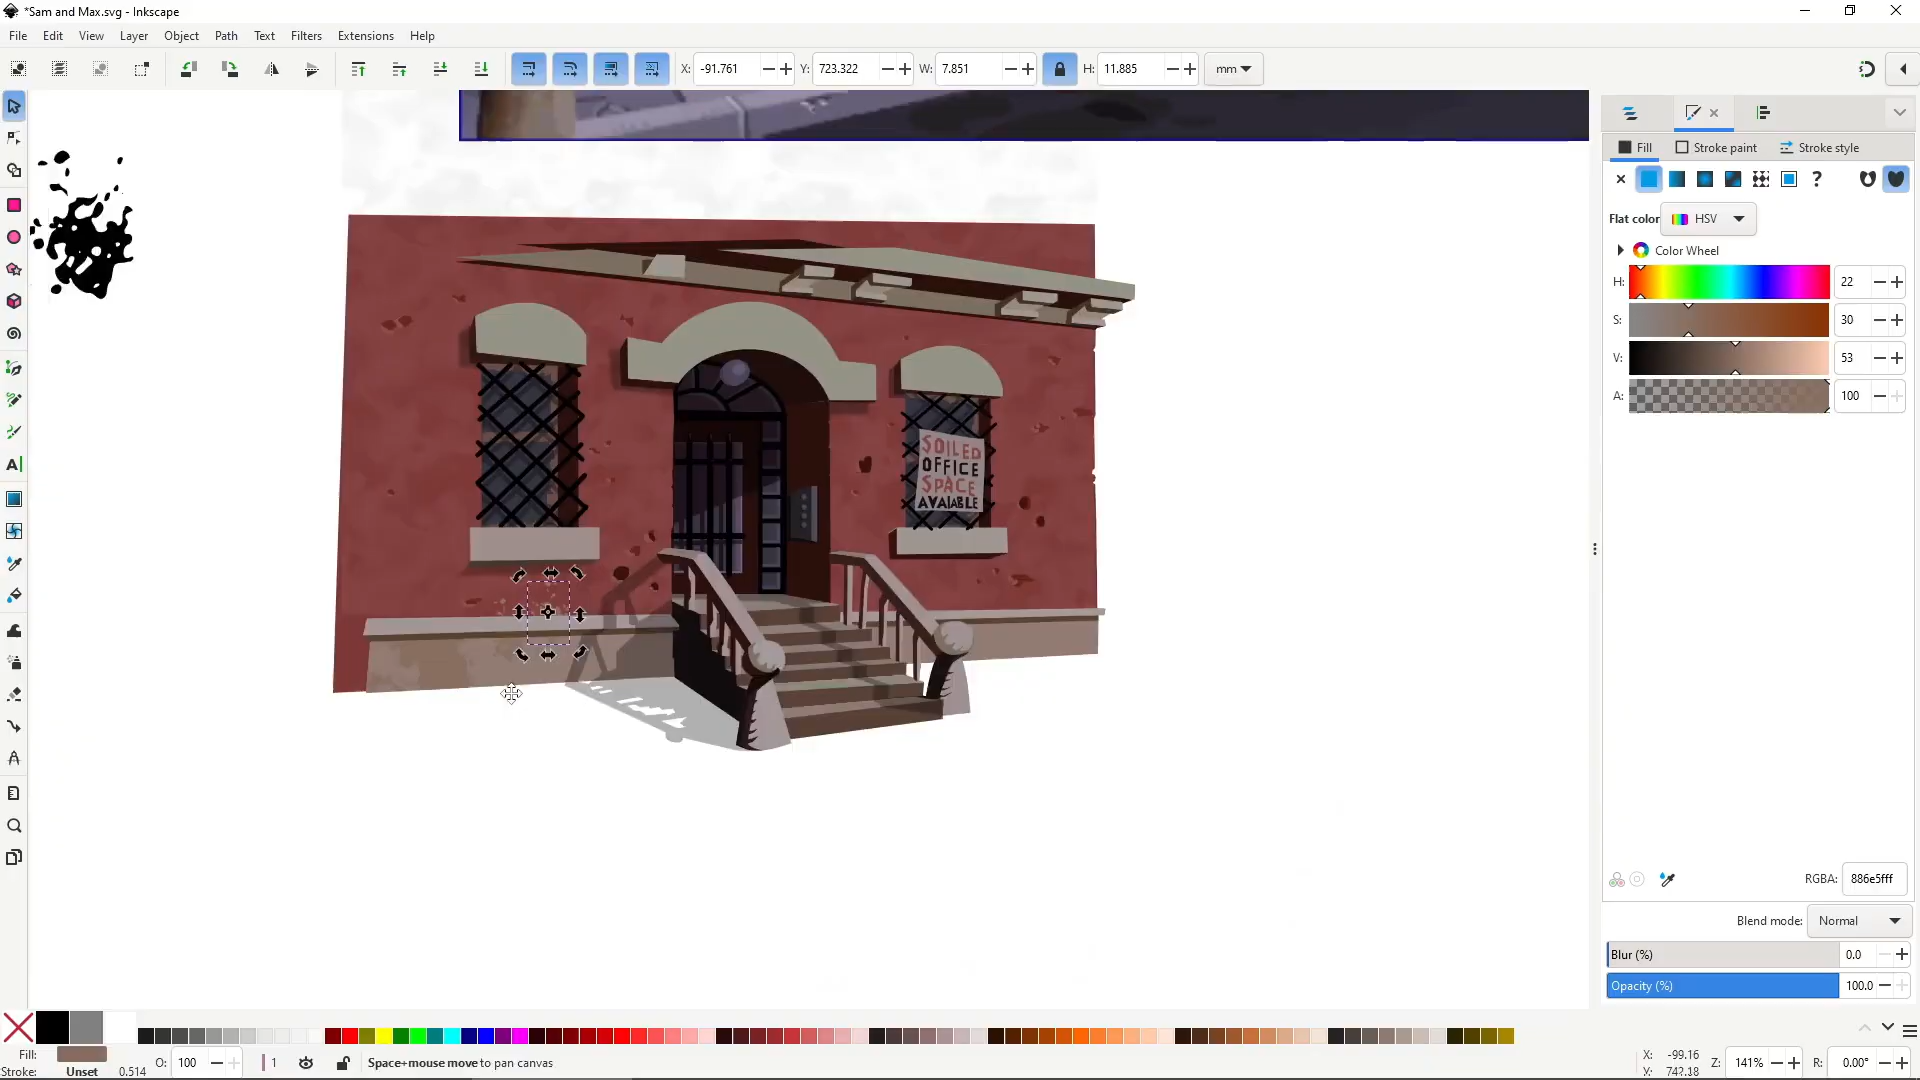 *Sam and Max.svg - Inkscape
File Edit View Layer Object Path Text Filters Extensions Help
X: -91.761 Y: 723.322 W: 7.851 H: 11.885 mm
Fill Stroke paint Stroke style
?
Flat color HSV
Color Wheel
H: 22
S: 30
V: 53
A: 100
SOILED
OFFICE
SPACE
AVAIABLE
RGBA: 886e5fff
Blend mode: Normal
Blur (%) 0.0
Opacity (%) 100.0
Fill:
Stroke: Unset 0.514
O: 100
1
Space+mouse move to pan canvas
X: -99.16
Y: 742.18
Z: 141%
R: 0.00°